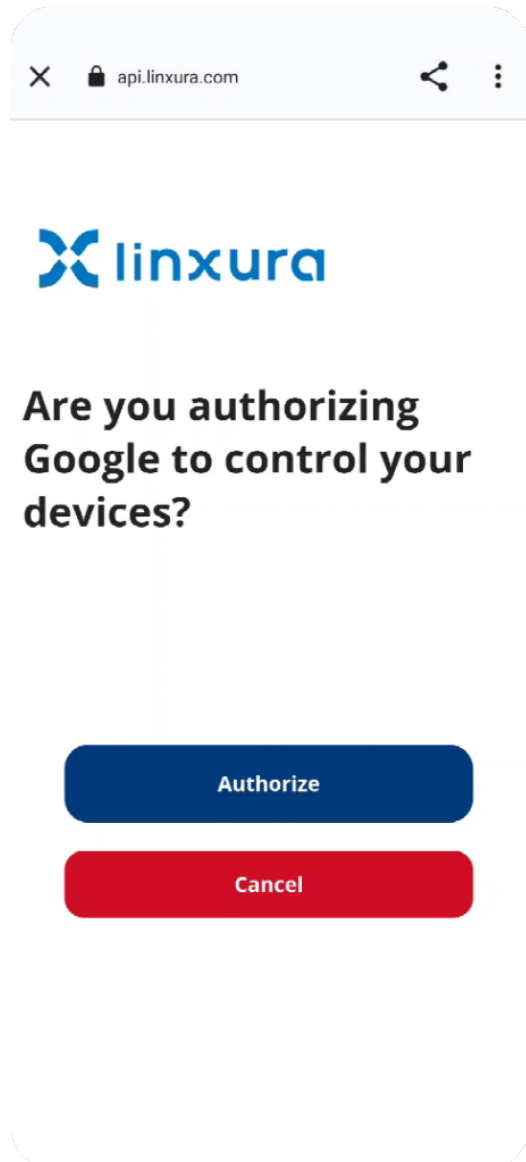 api.linxura.com
linxura
Are you authorizing
Google to control your
devices?
Authorize
Cancel